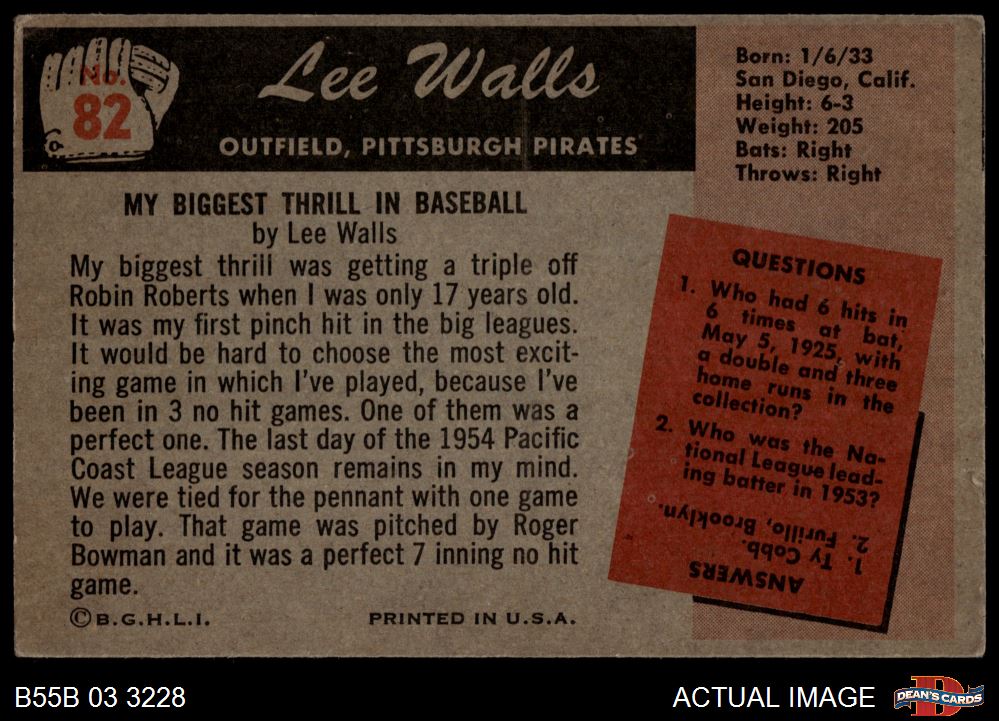 No.
82
Lee Walls
OUTFIELD, PITTSBURGH PIRATES
Born: 1/6/33
San Diego, Calif.
Height: 6-3
Weight: 205
Bats: Right
Throws: Right
MY BIGGEST THRILL IN BASEBALL
by Lee Walls
My biggest thrill was getting a triple off
Robin Roberts when I was only 17 years old.
It was my first pinch hit in the big leagues.
It would be hard to choose the most excit-
ing game in which I've played, because I've
been in 3 no hit games. One of them was a
perfect one. The last day of the 1954 Pacific
Coast League season remains in my mind.
We were tied for the pennant with one game
to play. That game was pitched by Roger
Bowman and it was a perfect 7 inning no hit
game.
©B.G.H.L.I.
PRINTED IN U.S.A.
QUESTIONS
1. Who had 6 hits in
6 times at bat,
May 5, 1925, with
a double and three
home runs in the
collection?
2. Who was the Na-
tional League lead-
ing batter in 1953?
ANSWERS
1. Ty Cobb.
2. Furillo, Brooklyn.
B55B 03 3228
ACTUAL IMAGE
D
DEAN'S CARDS